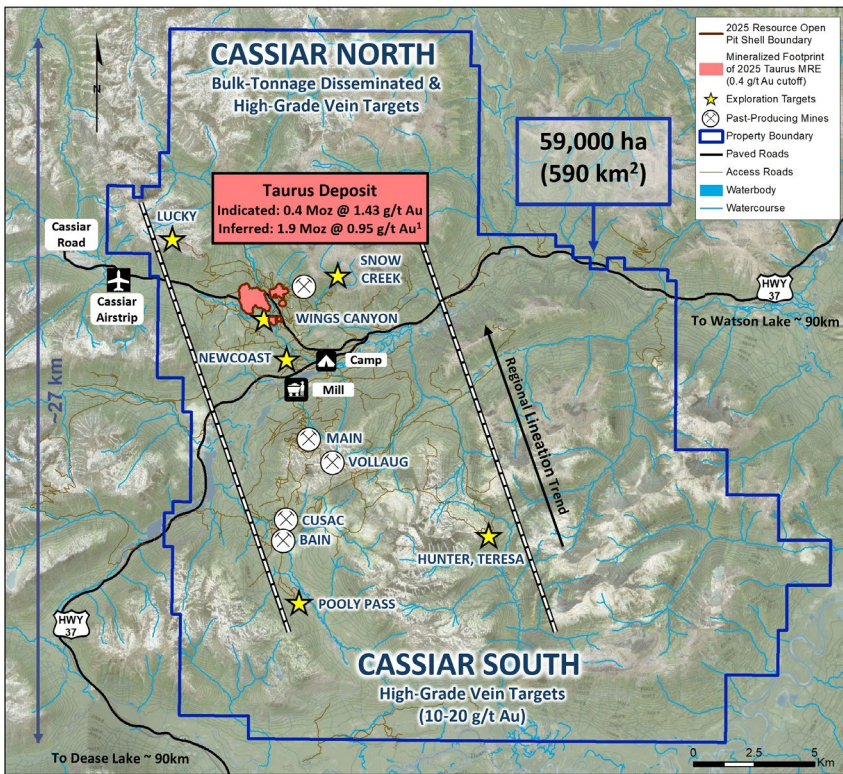 CASSIAR NORTH
Bulk-Tonnage Disseminated &
High-Grade Vein Targets
N
~27 km
59,000 ha
(590 km²)
2025 Resource Open
Pit Shell Boundary
Mineralized Footprint
of 2025 Taurus MRE
(0.4 g/t Au cutoff)
Exploration Targets
Past-Producing Mines
Property Boundary
Paved Roads
Access Roads
Waterbody
Watercourse
Taurus Deposit
Indicated: 0.4 Moz @ 1.43 g/t Au
Inferred: 1.9 Moz @ 0.95 g/t Au¹
LUCKY
Cassiar
Road
SNOW
CREEK
Cassiar
Airstrip
HWY
37
WINGS CANYON
To Watson Lake ~ 90km
NEWCOAST
Camp
Mill
Regional Lineation Trend
MAIN
VOLLAUG
CUSAC
BAIN
HUNTER, TERESA
POOLY PASS
HWY
37
CASSIAR SOUTH
High-Grade Vein Targets
(10-20 g/t Au)
To Dease Lake ~ 90km
0 2.5 5
Km